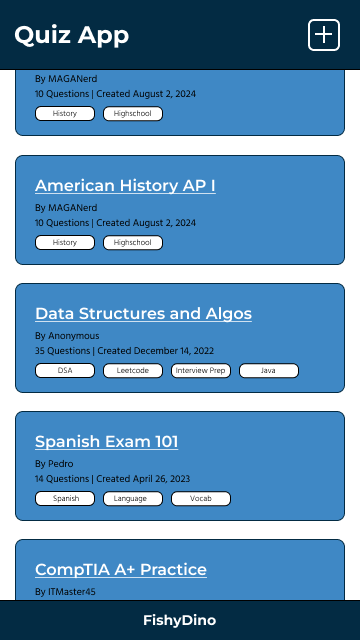 Quiz App
By MAGANerd
10 Questions | Created August 2, 2024
History Highschool
American History AP I
By MAGANerd
10 Questions | Created August 2, 2024
History Highschool
Data Structures and Algos
By Anonymous
35 Questions | Created December 14, 2022
DSA Leetcode Interview Prep Java
Spanish Exam 101
By Pedro
14 Questions | Created April 26, 2023
Spanish Language Vocab
CompTIA A+ Practice
By ITMaster45
FishyDino